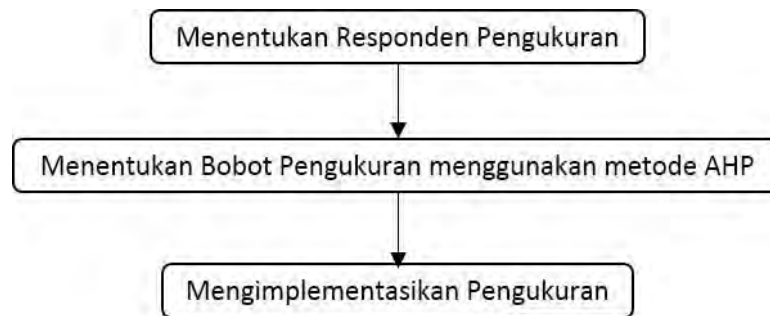 Menentukan Responden Pengukuran
Menentukan Bobot Pengukuran menggunakan metode AHP
Mengimplementasikan Pengukuran